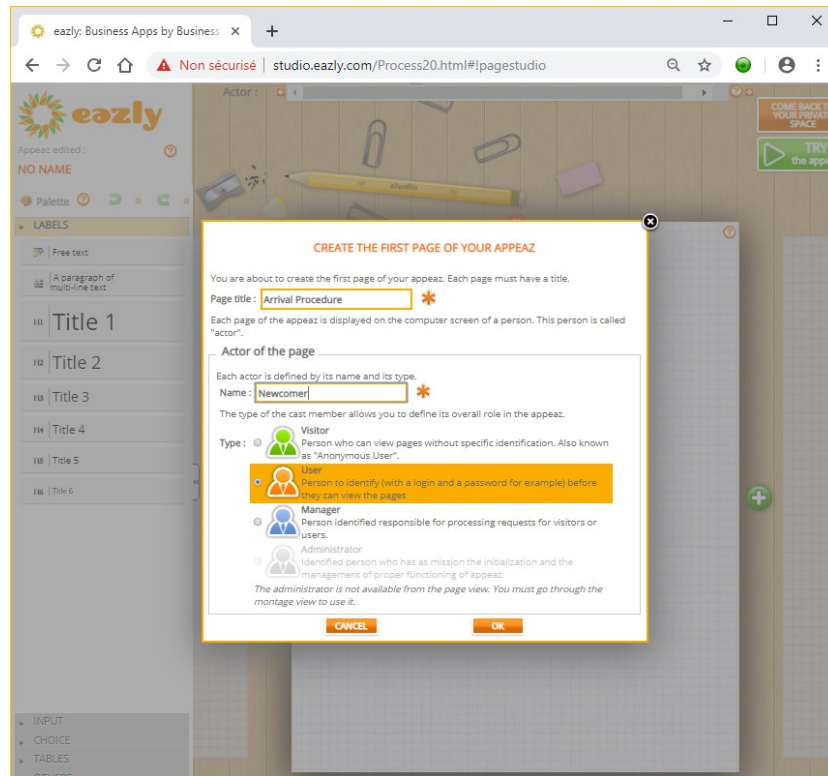 eazly: Business Apps by Business
Non sécurisé | studio.eazly.com/Process20.html#!pagestudio
Actor :
eazly
COME BACK T
YOUR PRIVAT
SPACE
Appeaz edited :
NO NAME
TRY
the appe
Palette
studio
LABELS
Free text
A paragraph of
multi-line text
H1 Title 1
H2 Title 2
H3 Title 3
H4 Title 4
H5 Title 5
H6 Title 6
INPUT
CHOICE
TABLES
OTHERS
CREATE THE FIRST PAGE OF YOUR APPEAZ
You are about to create the first page of your appeaz. Each page must have a title.
Page title : Arrival Procedure
Each page of the appeaz is displayed on the computer screen of a person. This person is called
"actor".
Actor of the page
Each actor is defined by its name and its type.
Name : Newcomer
The type of the cast member allows you to define its overall role in the appeaz.
Type :
Visitor
Person who can view pages without specific identification. Also known
as "Anonymous User".
User
Person to identify (with a login and a password for example) before
they can view the pages
Manager
Person identified responsible for processing requests for visitors or
users.
Administrator
Identified person who has as mission the initialization and the
management of proper functioning of appeaz.
The administrator is not available from the page view. You must go through the
montage view to use it.
CANCEL
OK